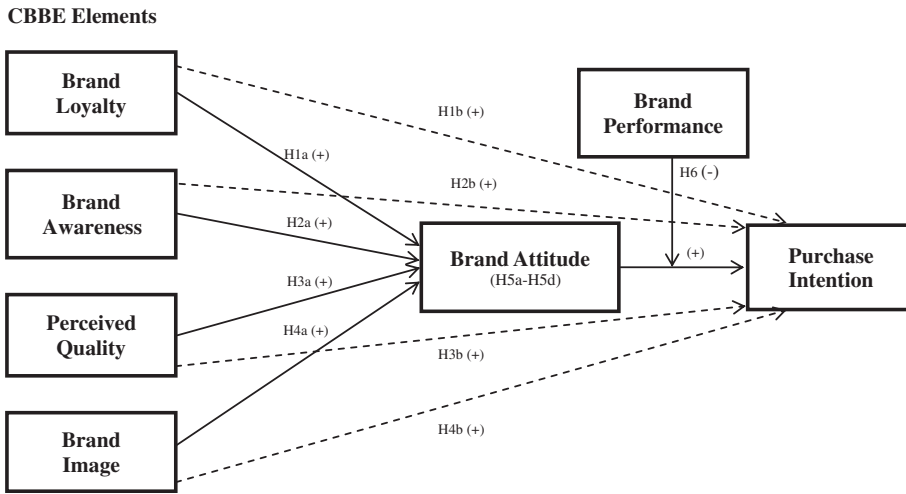 CBBE Elements
Brand
Loyalty
Brand
Performance
H1b (+)
H1a (+)
H6 (-)
Brand
Awareness
H2b (+)
H2a (+)
Brand Attitude
(H5a-H5d)
(+)
Purchase
Intention
H3a (+)
Perceived
Quality
H4a (+)
H3b (+)
Brand
Image
H4b (+)